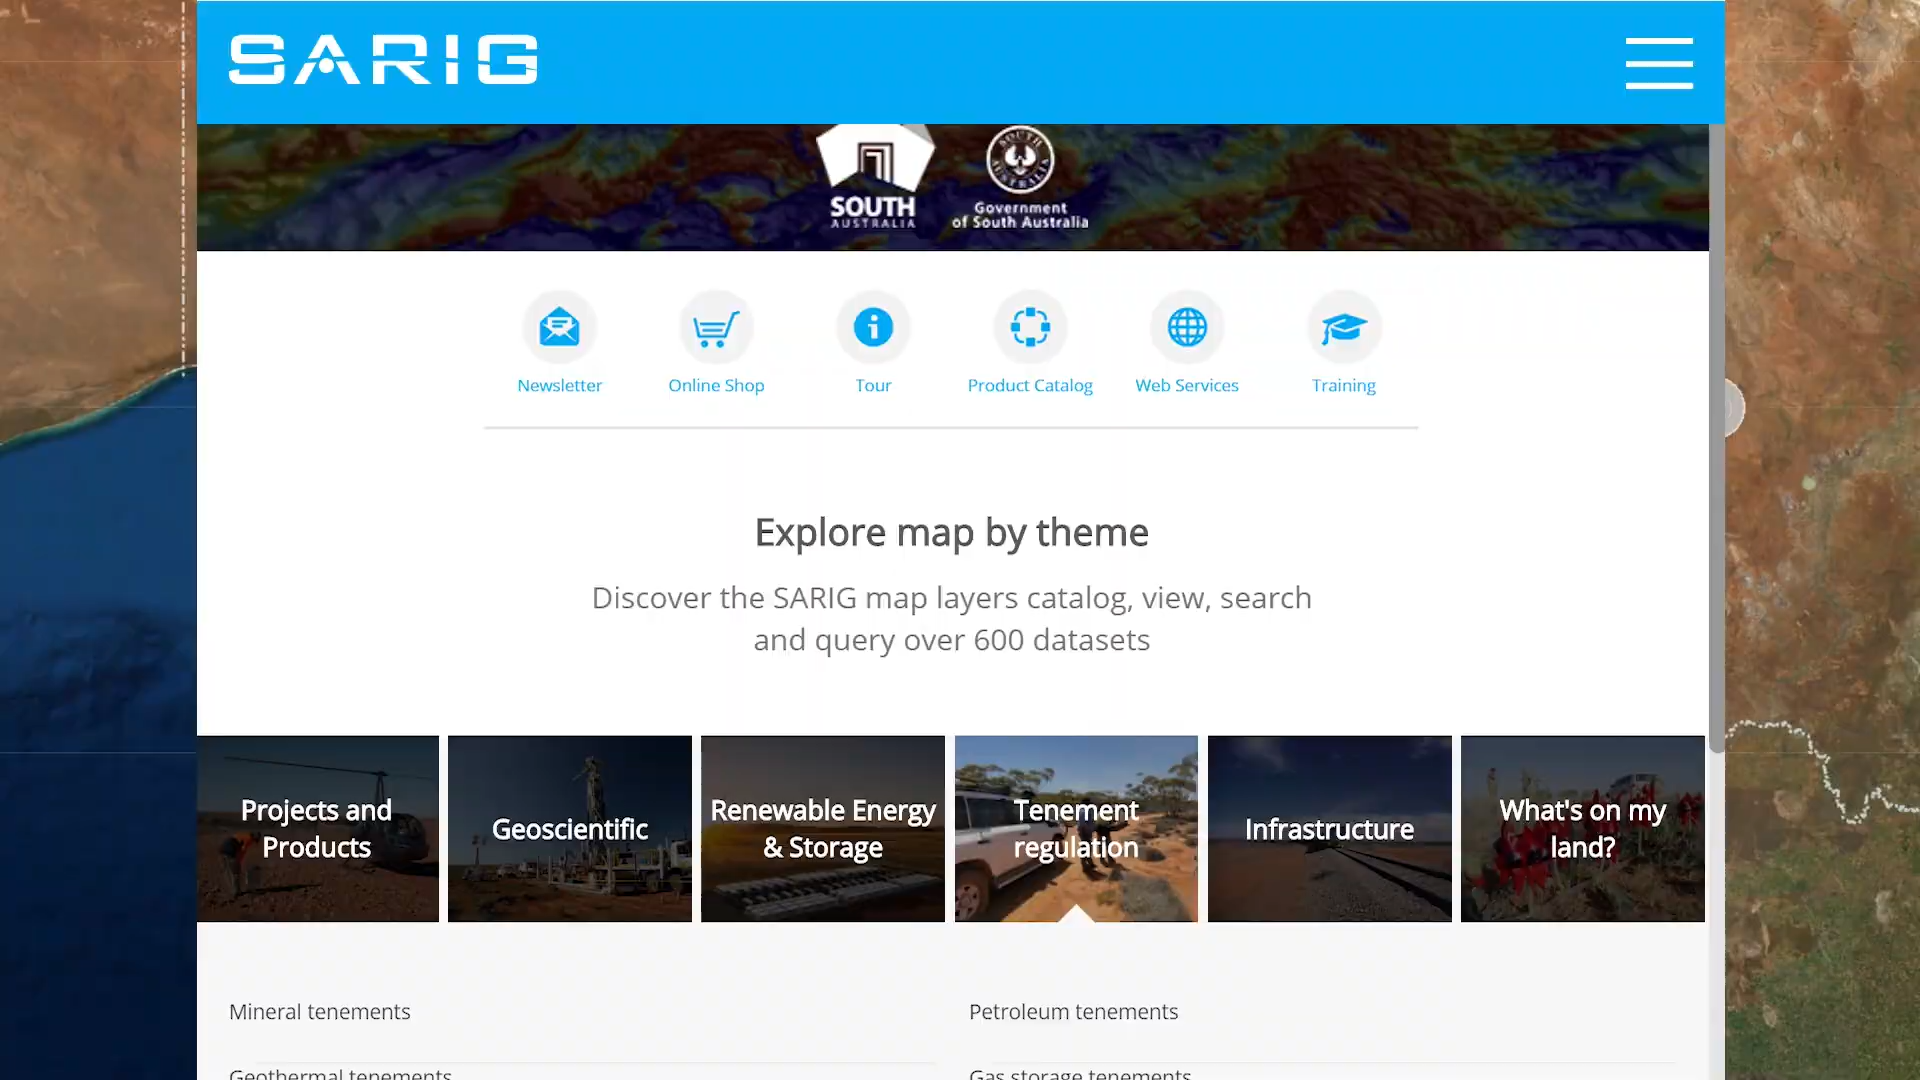 SARIG
SOUTH
AUSTRALIA
SOUTH
AUSTRALIA
Government
of South Australia
Newsletter
Online Shop
Tour
Product Catalog
Web Services
Training
Explore map by theme
Discover the SARIG map layers catalog, view, search
and query over 600 datasets
Projects and
Products
Geoscientific
Renewable Energy
& Storage
Tenement
regulation
Infrastructure
What's on my
land?
Mineral tenements
Petroleum tenements
Geothermal tenements
Gas storage tenements